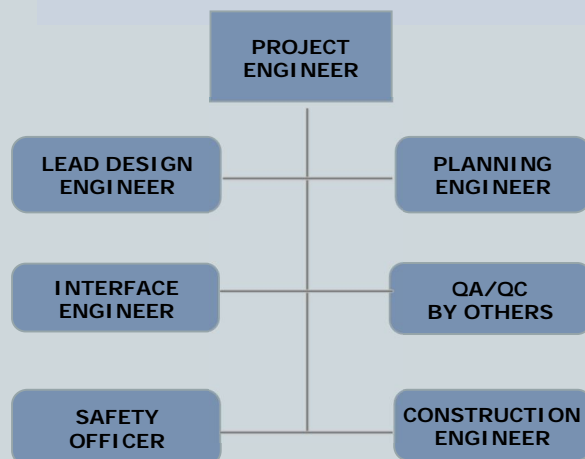 PROJECT
ENGINEER
LEAD DESIGN
ENGINEER
PLANNING
ENGINEER
INTERFACE
ENGINEER
QA/QC
BY OTHERS
SAFETY
OFFICER
CONSTRUCTION
ENGINEER